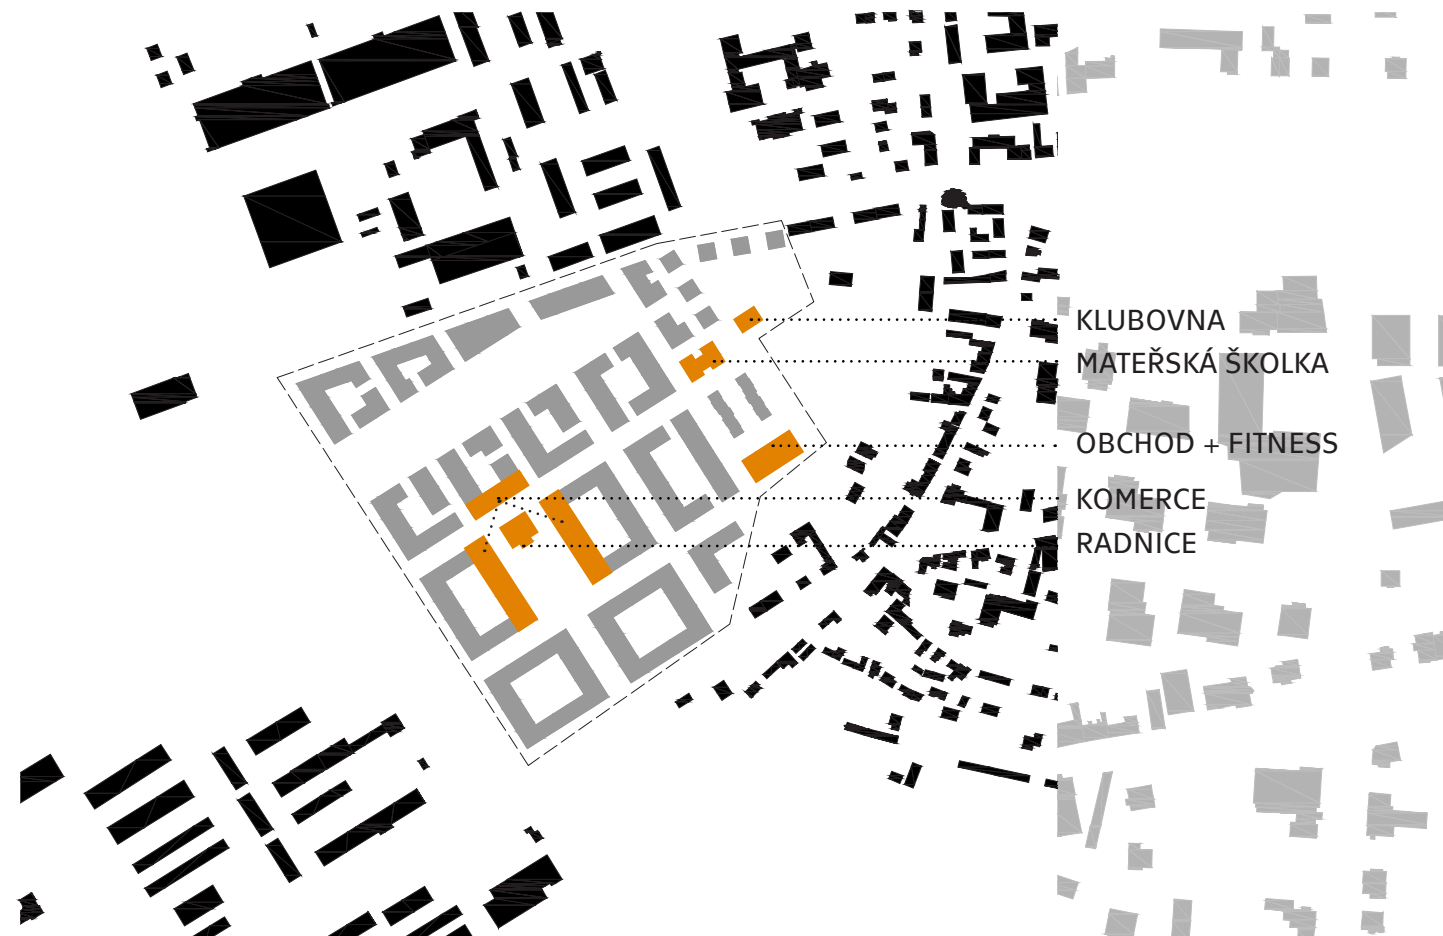 KLUBOVNA
MATEŘSKÁ ŠKOLKA
OBCHOD + FITNESS
KOMERCE
RADNICE